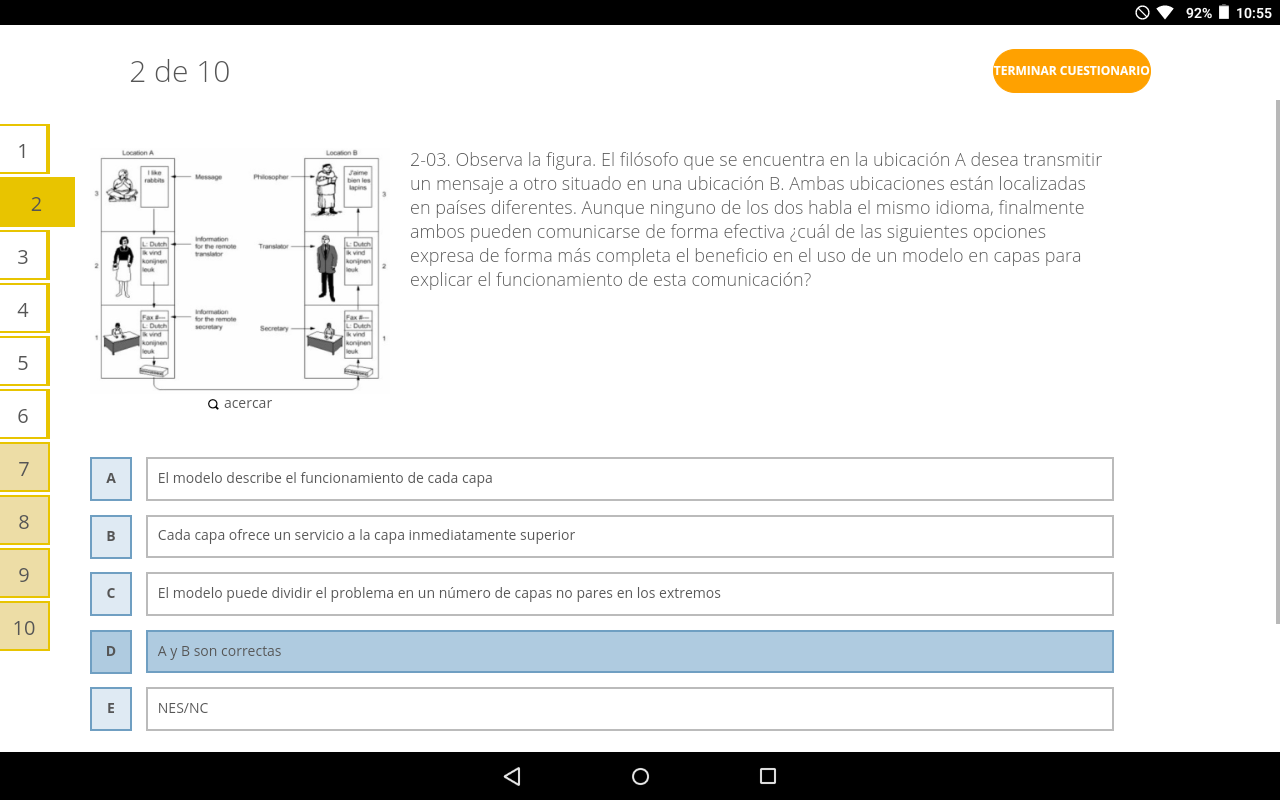 92% 10:55
2 de 10
TERMINAR CUESTIONARIO
1
2
3
4
5
6
7
8
9
10
Location A
Location B
3
I like
rabbits
Message
Philosopher
J'aime
bien les
lapins
3
2
L: Dutch
Ik vind
konijnen
leuk
Information
for the remote
translator
Translator
L: Dutch
Ik vind
konijnen
leuk
2
1
Fax #---
L: Dutch
Ik vind
konijnen
leuk
Information
for the remote
secretary
Secretary
Fax #---
L: Dutch
Ik vind
konijnen
leuk
1
acercar
2-03. Observa la figura. El filósofo que se encuentra en la ubicación A desea transmitir
un mensaje a otro situado en una ubicación B. Ambas ubicaciones están localizadas
en países diferentes. Aunque ninguno de los dos habla el mismo idioma, finalmente
ambos pueden comunicarse de forma efectiva ¿cuál de las siguientes opciones
expresa de forma más completa el beneficio en el uso de un modelo en capas para
explicar el funcionamiento de esta comunicación?
A El modelo describe el funcionamiento de cada capa
B Cada capa ofrece un servicio a la capa inmediatamente superior
C El modelo puede dividir el problema en un número de capas no pares en los extremos
D A y B son correctas
E NES/NC